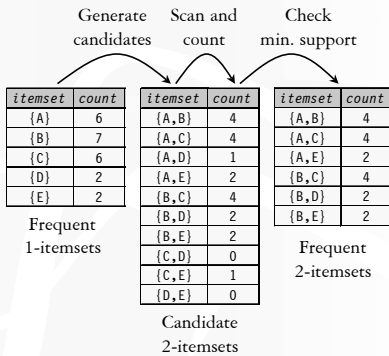 Generate candidates
Scan and count
Check min. support
itemset count
{A} 6
{B} 7
{C} 6
{D} 2
{E} 2
Frequent
1-itemsets
itemset count
{A,B} 4
{A,C} 4
{A,D} 1
{A,E} 2
{B,C} 4
{B,D} 2
{B,E} 2
{C,D} 0
{C,E} 1
{D,E} 0
Candidate
2-itemsets
itemset count
{A,B} 4
{A,C} 4
{A,E} 2
{B,C} 4
{B,D} 2
{B,E} 2
Frequent
2-itemsets